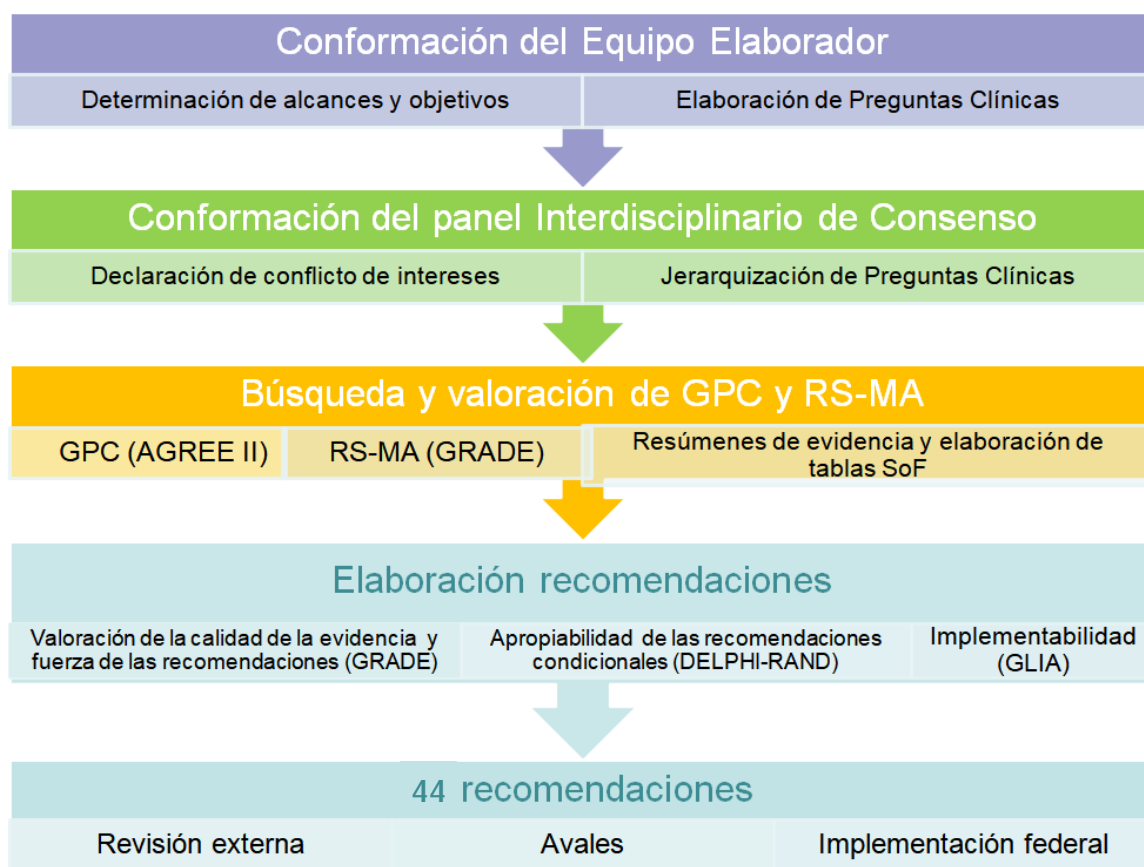 Conformación del Equipo Elaborador
Determinación de alcances y objetivos
Elaboración de Preguntas Clínicas
Conformación del panel Interdisciplinario de Consenso
Declaración de conflicto de intereses
Jerarquización de Preguntas Clínicas
Búsqueda y valoración de GPC y RS-MA
GPC (AGREE II)
RS-MA (GRADE)
Resúmenes de evidencia y elaboración de
tablas SoF
Elaboración recomendaciones
Valoración de la calidad de la evidencia y
fuerza de las recomendaciones (GRADE)
Apropiabilidad de las recomendaciones
condicionales (DELPHI-RAND)
Implementabilidad
(GLIA)
44 recomendaciones
Revisión externa
Avales
Implementación federal